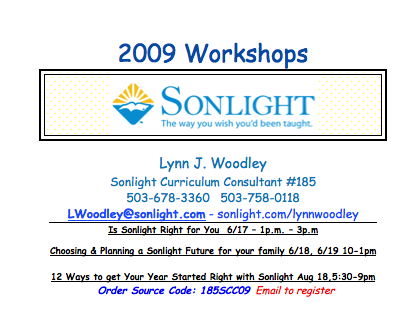 2009 Workshops
SONLIGHT
The way you wish you'd been taught.
Lynn J. Woodley
Sonlight Curriculum Consultant #185
503-678-3360 503-758-0118
LWoodley@sonlight.com - sonlight.com/lynnwoodley
Is Sonlight Right for You 6/17 – 1p.m. – 3p.m
Choosing & Planning a Sonlight Future for your family 6/18, 6/19 10-1pm
12 Ways to get Your Year Started Right with Sonlight Aug 18,5:30-9pm
Order Source Code: 185SCC09 Email to register